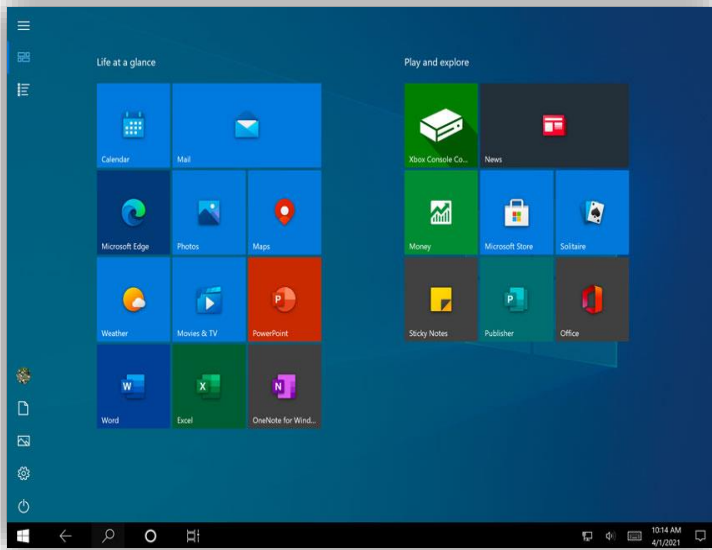 Life at a glance
Play and explore
Calendar
Mail
Xbox Console Co...
News
Microsoft Edge
Photos
Maps
Money
Microsoft Store
Solitaire
Weather
Movies & TV
PowerPoint
Sticky Notes
Publisher
Office
Word
Excel
OneNote for Wind...
10:14 AM
4/1/2021